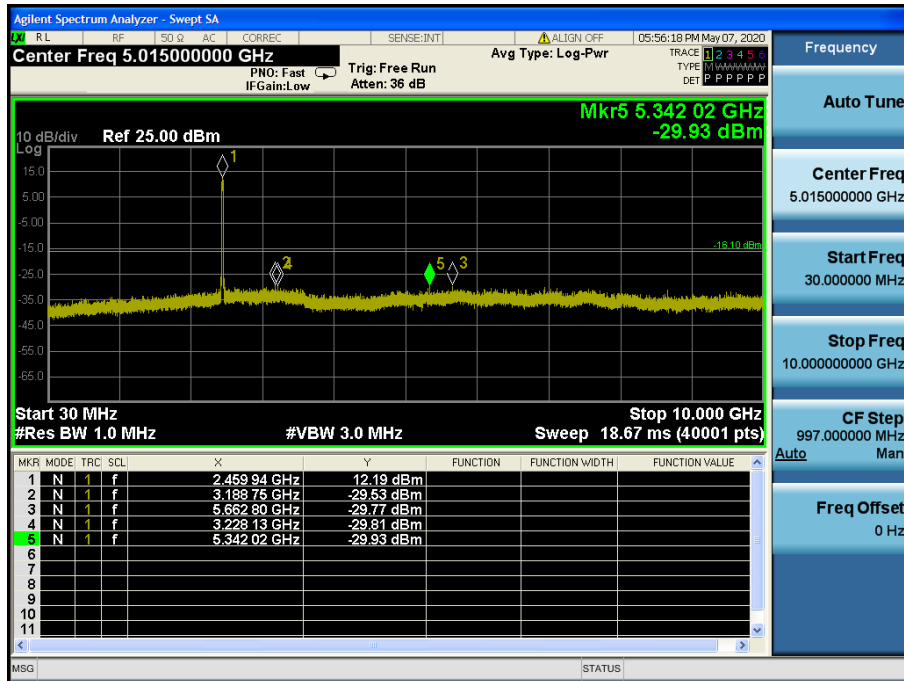 Agilent Spectrum Analyzer - Swept SA
LXI RL RF 50 Ω AC CORREC SENSE:INT ALIGN OFF 05:56:18 PM May 07, 2020
Center Freq 5.015000000 GHz
PNO: Fast
IFGain:Low
Trig: Free Run
Atten: 36 dB
Avg Type: Log-Pwr
TRACE 1 2 3 4 5 6
TYPE M W W W W W
DET P P P P P P
Mkr5 5.342 02 GHz
-29.93 dBm
10 dB/div Ref 25.00 dBm
Log
15.0
5.00
-5.00
-15.0
-25.0
-35.0
-45.0
-55.0
-65.0
1
2
4
5
3
-16.10 dBm
Start 30 MHz Stop 10.000 GHz
#Res BW 1.0 MHz #VBW 3.0 MHz Sweep 18.67 ms (40001 pts)
MKR MODE TRC SCL X Y FUNCTION FUNCTION WIDTH FUNCTION VALUE
1 N 1 f 2.459 94 GHz 12.19 dBm
2 N 1 f 3.188 75 GHz -29.53 dBm
3 N 1 f 5.662 80 GHz -29.77 dBm
4 N 1 f 3.228 13 GHz -29.81 dBm
5 N 1 f 5.342 02 GHz -29.93 dBm
6
7
8
9
10
11
MSG STATUS
Frequency
Auto Tune
Center Freq
5.015000000 GHz
Start Freq
30.000000 MHz
Stop Freq
10.000000000 GHz
CF Step
997.000000 MHz
Auto Man
Freq Offset
0 Hz